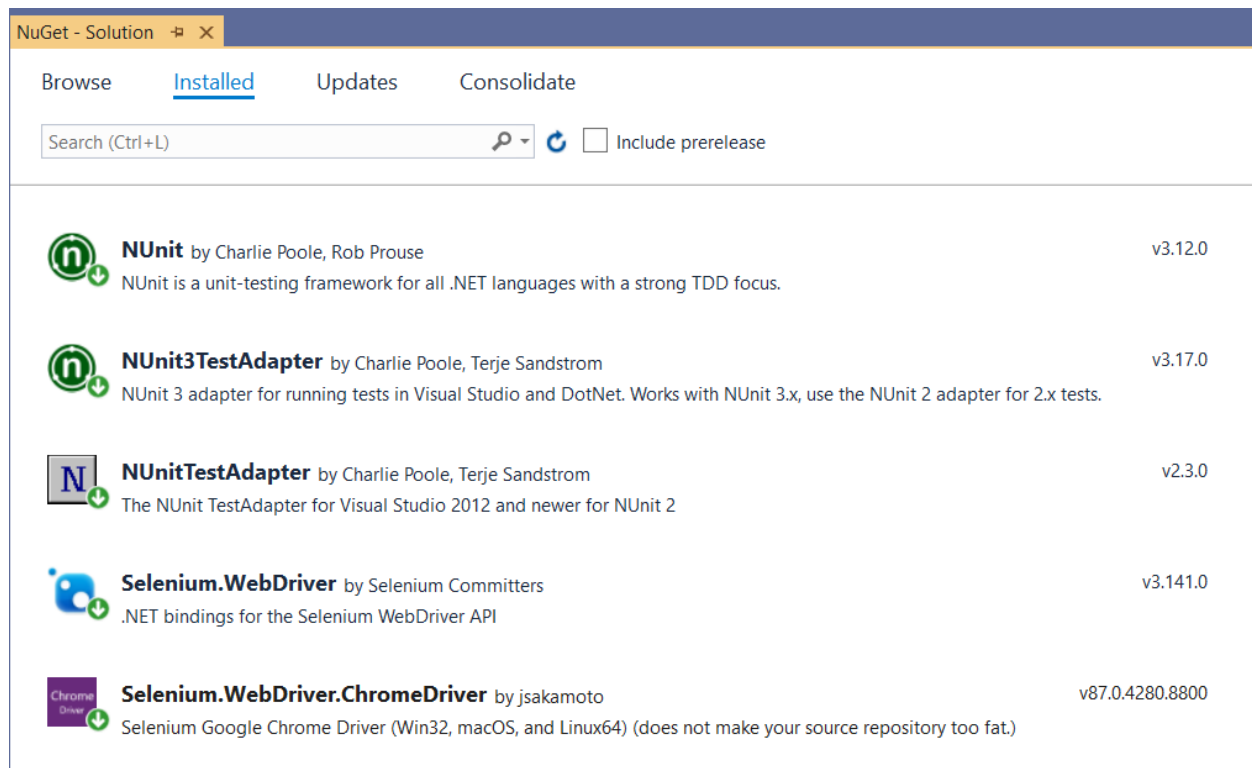 NuGet - Solution
Browse Installed Updates Consolidate
Search (Ctrl+L) Include prerelease
NUnit by Charlie Poole, Rob Prouse v3.12.0
NUnit is a unit-testing framework for all .NET languages with a strong TDD focus.
NUnit3TestAdapter by Charlie Poole, Terje Sandstrom v3.17.0
NUnit 3 adapter for running tests in Visual Studio and DotNet. Works with NUnit 3.x, use the NUnit 2 adapter for 2.x tests.
N NUnitTestAdapter by Charlie Poole, Terje Sandstrom v2.3.0
The NUnit TestAdapter for Visual Studio 2012 and newer for NUnit 2
Selenium.WebDriver by Selenium Committers v3.141.0
.NET bindings for the Selenium WebDriver API
Chrome Driver Selenium.WebDriver.ChromeDriver by jsakamoto v87.0.4280.8800
Selenium Google Chrome Driver (Win32, macOS, and Linux64) (does not make your source repository too fat.)